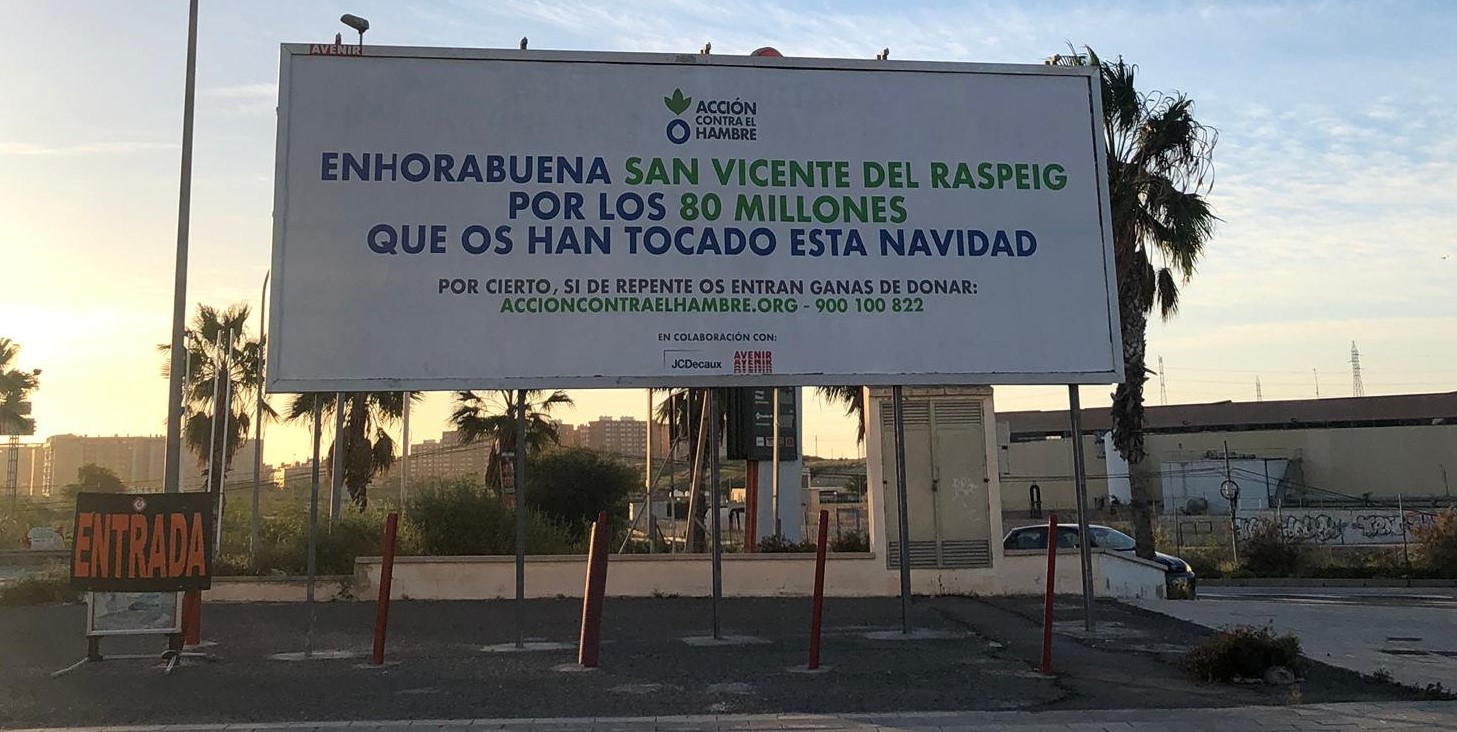 AVENIR
ACCIÓN
CONTRA EL
HAMBRE
ENHORABUENA SAN VICENTE DEL RASPEIG
POR LOS 80 MILLONES
QUE OS HAN TOCADO ESTA NAVIDAD
POR CIERTO, SI DE REPENTE OS ENTRAN GANAS DE DONAR:
ACCIONCONTRAELHAMBRE.ORG - 900 100 822
EN COLABORACIÓN CON:
JCDecaux
AVENIR
AVENIR
AVENIR
ENTRADA